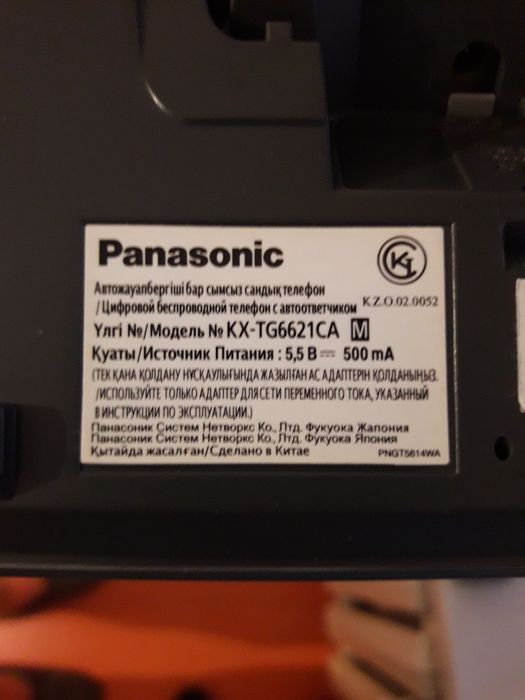 Panasonic
Автожауапбергіші бар сымсыз сандық телефон
/Цифровой беспроводной телефон с автоответчиком
K.Z.O.02.0052
Үлгі №/Модель № KX-TG6621CA M
Қуаты/Источник Питания : 5,5 В ⎓ 500 mA
(ТЕК ҚАНА ҚОЛДАНУ НҰСҚАУЛЫҒЫНДА ЖАЗЫЛҒАН АС АДАПТЕРІН ҚОЛДАНЫҢЫЗ.
/ИСПОЛЬЗУЙТЕ ТОЛЬКО АДАПТЕР ДЛЯ СЕТИ ПЕРЕМЕННОГО ТОКА, УКАЗАННЫЙ
В ИНСТРУКЦИИ ПО ЭКСПЛУАТАЦИИ.)
Панасоник Систем Нетворкс Ко., Лтд. Фукуока Жапония
Панасоник Систем Нетворкс Ко., Лтд. Фукуока Япония
Қытайда жасалған/Сделано в Китае
PNGT5614WA